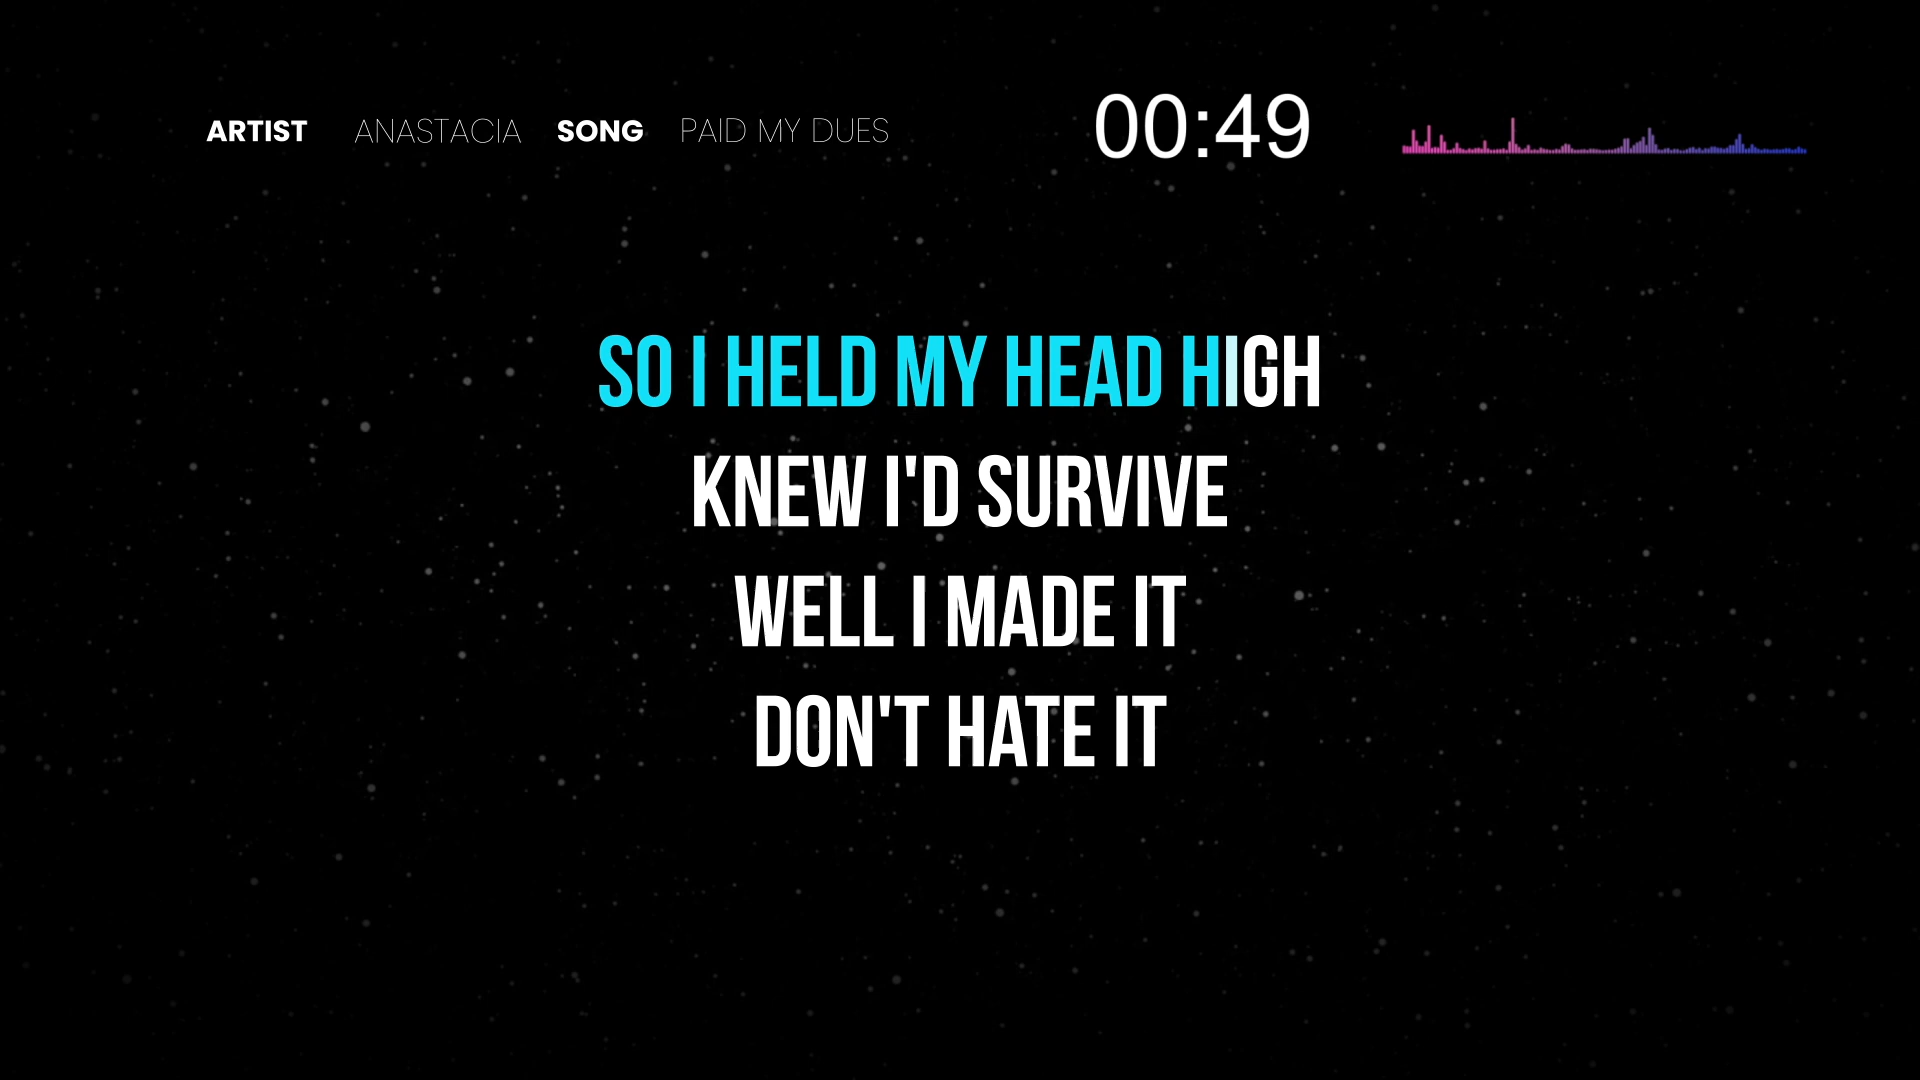 ARTIST ANASTACIA SONG PAID MY DUES 00:49
SO I HELD MY HEAD HIGH
KNEW I'D SURVIVE
WELL I MADE IT
DON'T HATE IT